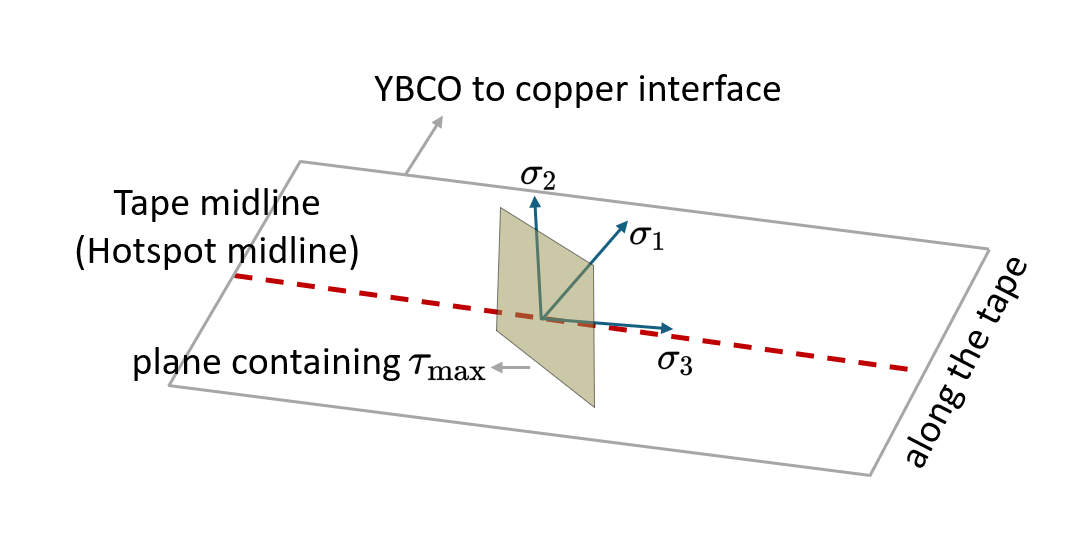 YBCO to copper interface
σ₂
Tape midline
(Hotspot midline)
σ₁
σ₃
plane containing τₘₐₓ
along the tape